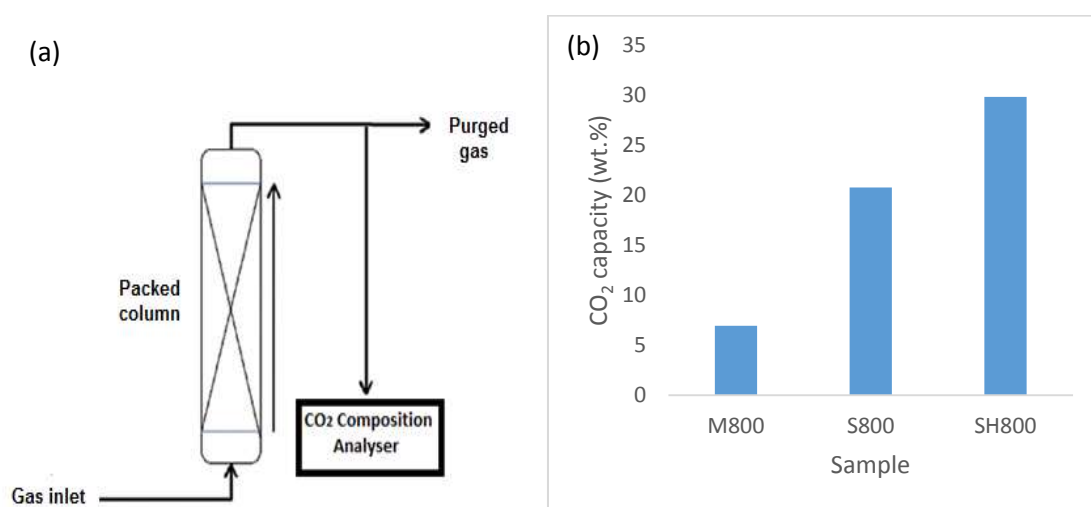 (a)
Purged
gas
Packed
column
CO2 Composition
Analyser
Gas inlet
(b)
CO₂ capacity (wt.%)
35
30
25
20
15
10
5
0
M800
S800
SH800
Sample